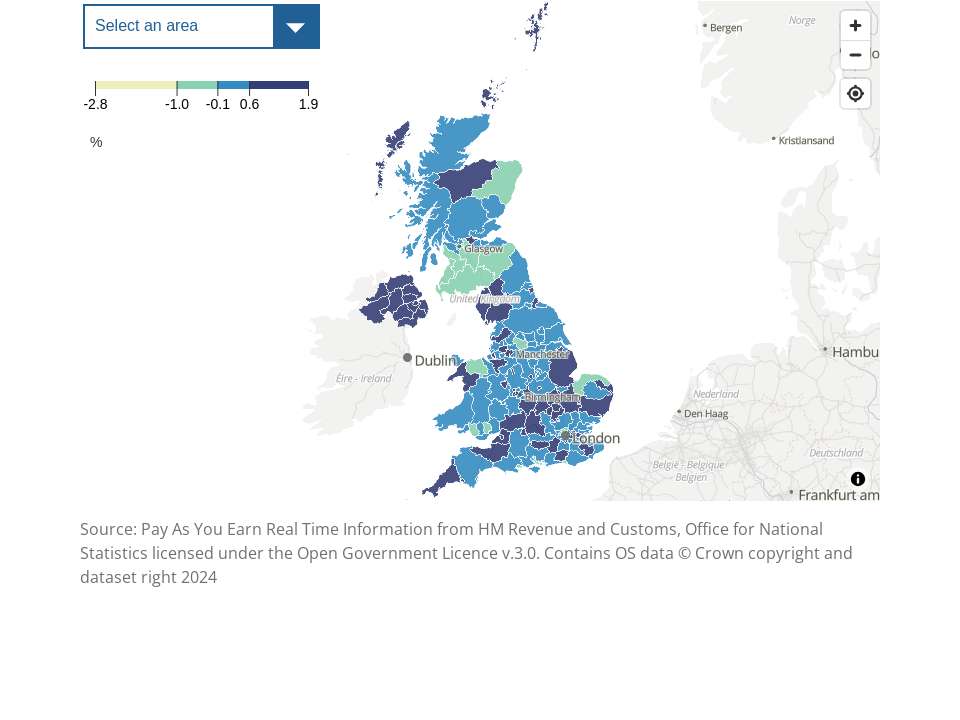 Select an area
-2.8 -1.0 -0.1 0.6 1.9
%
Bergen
Norge
Kristiansand
Glasgow
United Kingdom
Dublin
Manchester
Éire - Ireland
Birmingham
Hambu
Nederland
Den Haag
London
België - Belgique
Belgien
Deutschland
Frankfurt am
Source: Pay As You Earn Real Time Information from HM Revenue and Customs, Office for National
Statistics licensed under the Open Government Licence v.3.0. Contains OS data © Crown copyright and
dataset right 2024